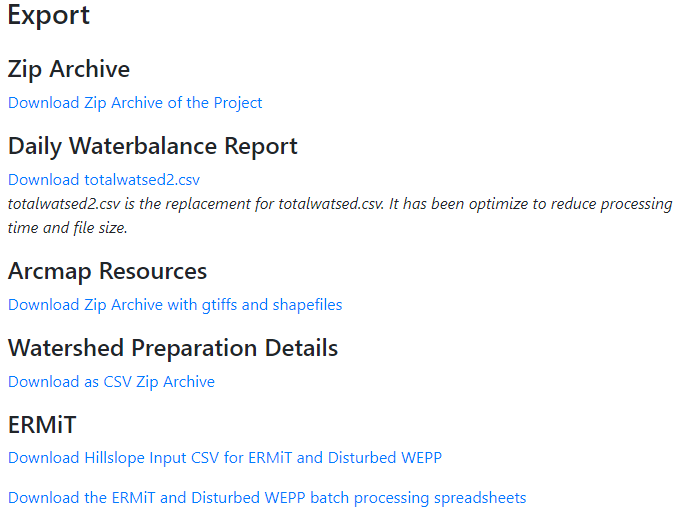 Export
Zip Archive
Download Zip Archive of the Project
Daily Waterbalance Report
Download totalwatsed2.csv
totalwatsed2.csv is the replacement for totalwatsed.csv. It has been optimize to reduce processing
time and file size.
Arcmap Resources
Download Zip Archive with gtiffs and shapefiles
Watershed Preparation Details
Download as CSV Zip Archive
ERMiT
Download Hillslope Input CSV for ERMiT and Disturbed WEPP
Download the ERMiT and Disturbed WEPP batch processing spreadsheets